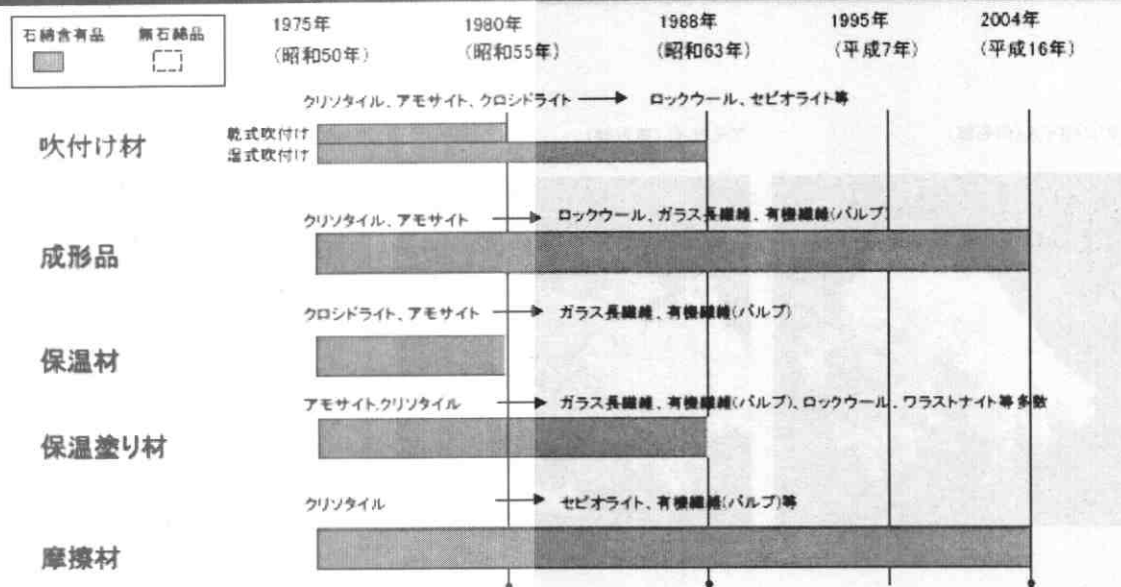 石綿含有品 無石綿品
1975年 1980年 1988年 1995年 2004年
(昭和50年) (昭和55年) (昭和63年) (平成7年) (平成16年)
クリソタイル、アモサイト、クロシドライト → ロックウール、セピオライト等
吹付け材
乾式吹付け
湿式吹付け
クリソタイル、アモサイト → ロックウール、ガラス長繊維、有機繊維(パルプ)
成形品
クロシドライト、アモサイト → ガラス長繊維、有機繊維(パルプ)
保温材
アモサイト,クリソタイル → ガラス長繊維、有機繊維(パルプ)、ロックウール、ワラストナイト等多数
保温塗り材
クリソタイル → セピオライト、有機繊維(パルプ)等
摩擦材